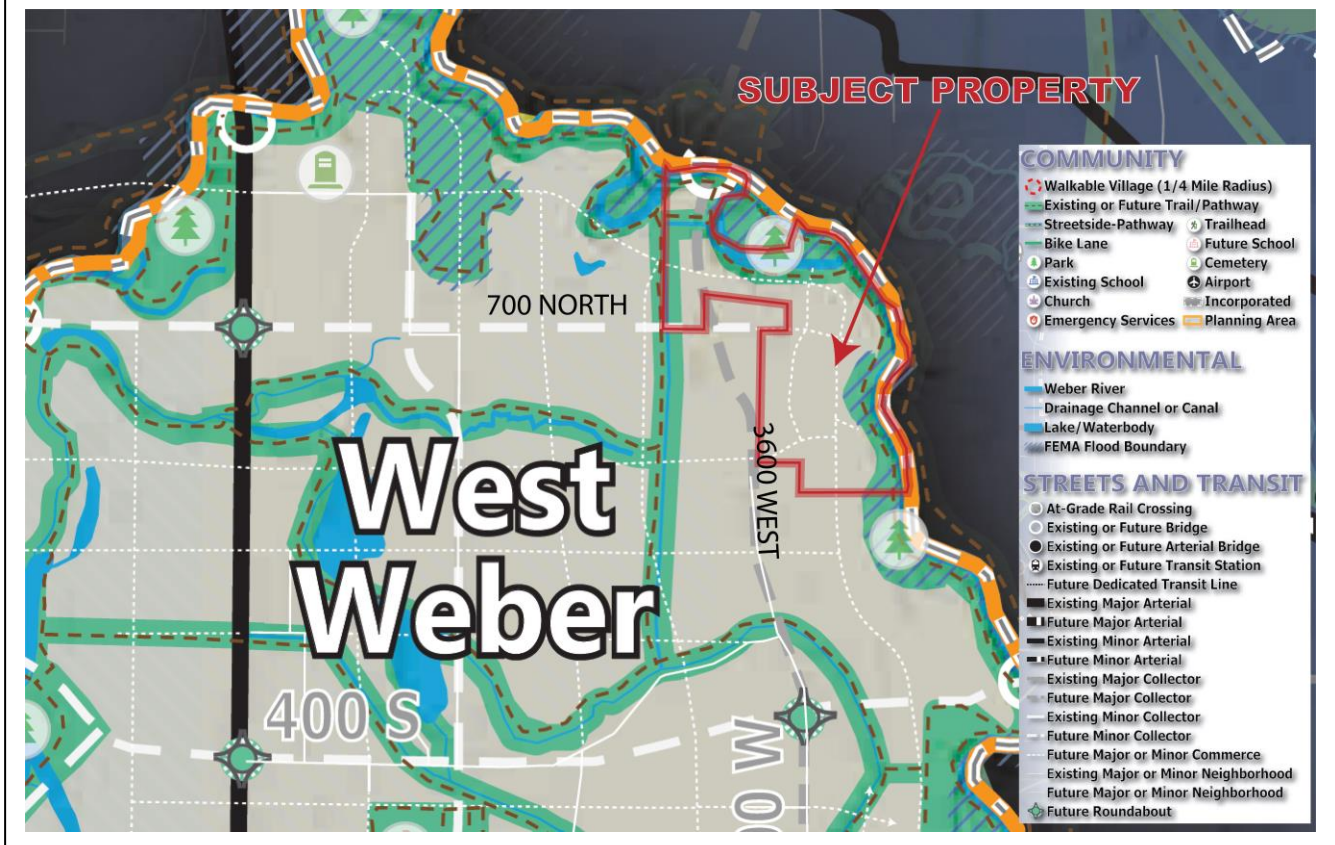 SUBJECT PROPERTY
700 NORTH
3600 WEST
West
Weber
400 S
00 W
COMMUNITY
Walkable Village (1/4 Mile Radius)
Existing or Future Trail/Pathway
Streetside-Pathway
Trailhead
Bike Lane
Future School
Park
Cemetery
Existing School
Airport
Church
Incorporated
Emergency Services
Planning Area
ENVIRONMENTAL
Weber River
Drainage Channel or Canal
Lake/Waterbody
FEMA Flood Boundary
STREETS AND TRANSIT
At-Grade Rail Crossing
Existing or Future Bridge
Existing or Future Arterial Bridge
Existing or Future Transit Station
Future Dedicated Transit Line
Existing Major Arterial
Future Major Arterial
Existing Minor Arterial
Future Minor Arterial
Existing Major Collector
Future Major Collector
Existing Minor Collector
Future Minor Collector
Future Major or Minor Commerce
Existing Major or Minor Neighborhood
Future Major or Minor Neighborhood
Future Roundabout